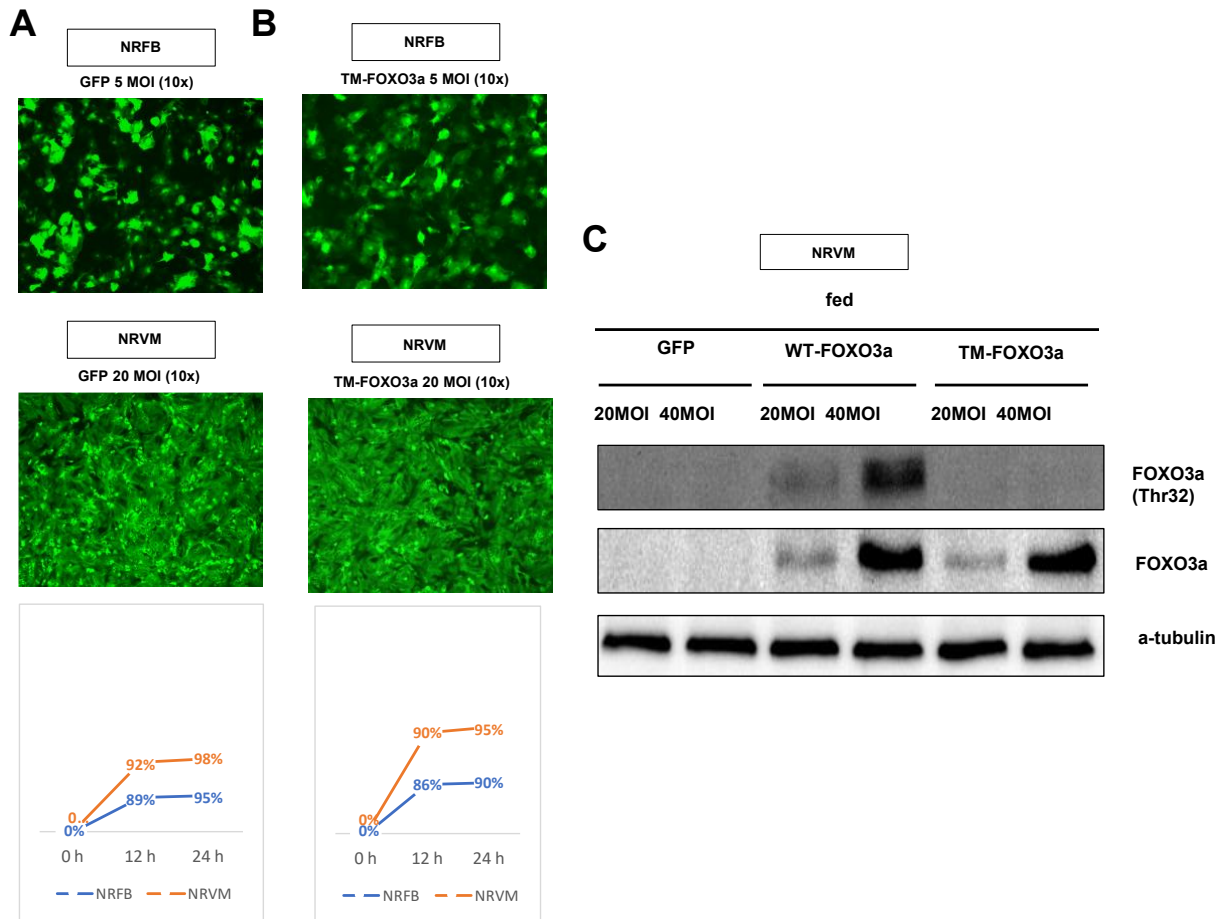 A
NRFB
GFP 5 MOI (10x)
NRVM
GFP 20 MOI (10x)
92%
98%
89%
95%
0..
0%
0 h 12 h 24 h
NRFB NRVM
B
NRFB
TM-FOXO3a 5 MOI (10x)
NRVM
TM-FOXO3a 20 MOI (10x)
90%
95%
86%
90%
0%
0%
0 h 12 h 24 h
NRFB NRVM
C
NRVM
fed
GFP WT-FOXO3a TM-FOXO3a
20MOI 40MOI 20MOI 40MOI 20MOI 40MOI
FOXO3a
(Thr32)
FOXO3a
a-tubulin